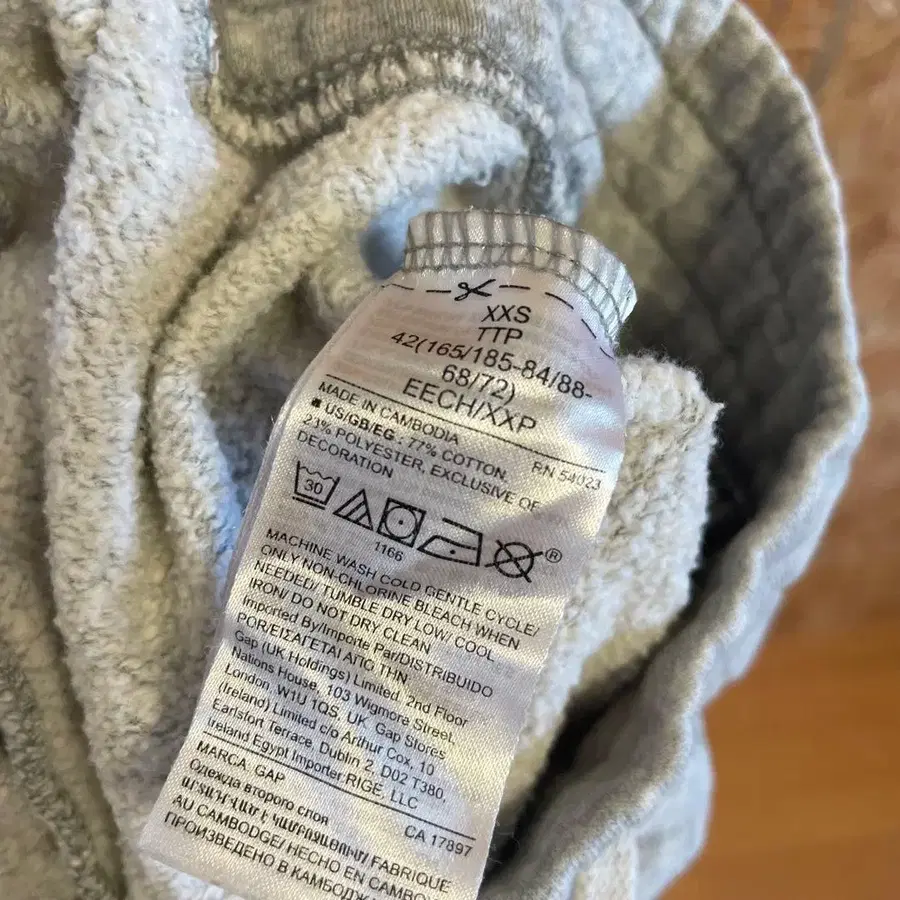 XXS
TTP
42(165/185-84/88-
68/72)
EECH/XXP
MADE IN CAMBODIA
RN 54023
■ US/GB/EG : 77% COTTON,
23% POLYESTER, EXCLUSIVE OF
DECORATION
30
®
1166
MACHINE WASH COLD GENTLE CYCLE/
ONLY NON-CHLORINE BLEACH WHEN
NEEDED/ TUMBLE DRY LOW/ COOL
IRON/ DO NOT DRY CLEAN
Imported By/Importe Par/DISTRIBUIDO
POR/ΕΙΣΑΓΕΤΑΙ ΑΠΟ ΤΗΝ
Gap (UK Holdings) Limited, 2nd Floor
Nations House, 103 Wigmore Street,
London, W1U 1QS, UK, Gap Stores
(Ireland) Limited c/o Arthur Cox, 10
Earlsfort Terrace, Dublin 2, D02 T380,
Ireland Egypt Importer:RIGE, LLC
MARCA. GAP
CA 17897
Одежда второго слоя
FABRIQUE
AU CAMBODGE/ HECHO EN CAMBO
ПРОИЗВЕДЕНО В КАМБОДЖ